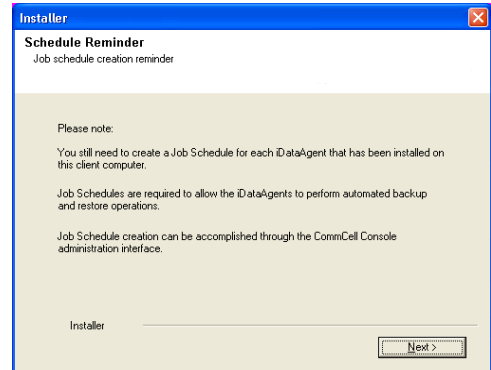 Installer
Schedule Reminder
Job schedule creation reminder
Please note:
You still need to create a Job Schedule for each iDataAgent that has been installed on
this client computer.
Job Schedules are required to allow the iDataAgents to perform automated backup
and restore operations.
Job Schedule creation can be accomplished through the CommCell Console
administration interface.
Installer
Next >